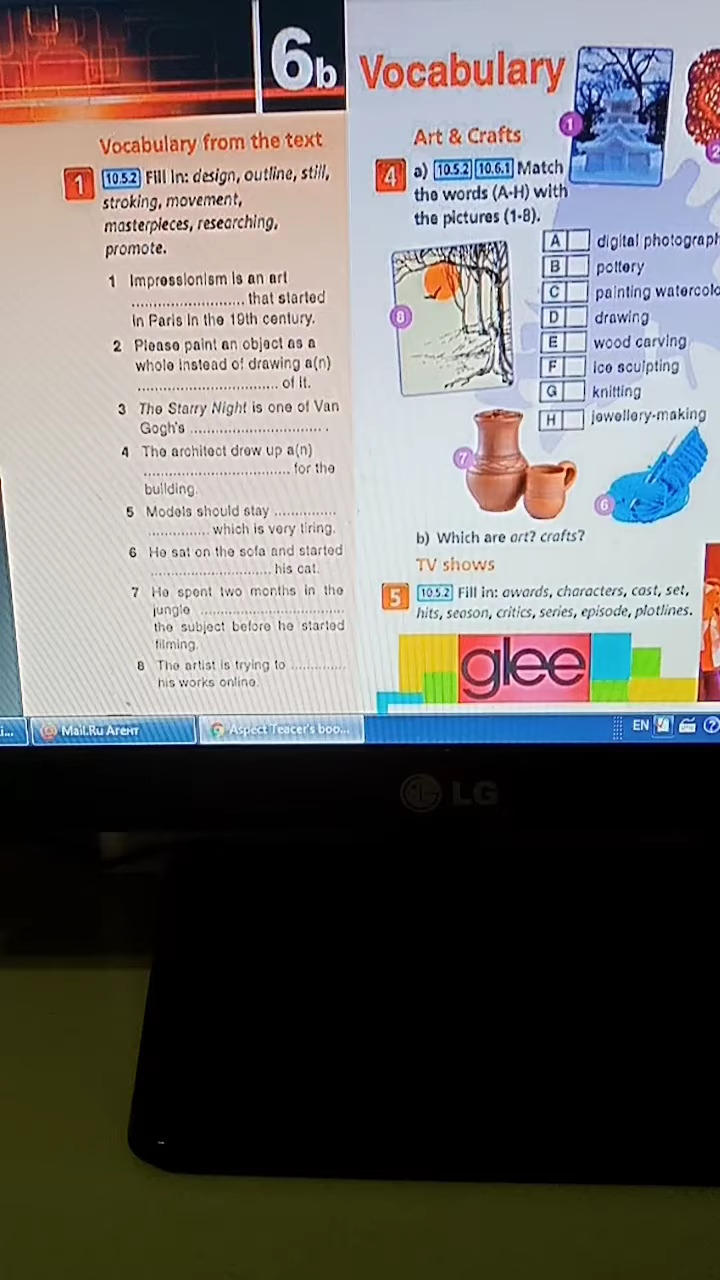 6b Vocabulary
Vocabulary from the text
1 10.5.2 Fill in: design, outline, still,
stroking, movement,
masterpieces, researching,
promote.
1 Impressionism is an art
........................ that started
in Paris in the 19th century.
2 Please paint an object as a
whole instead of drawing a(n)
.............................. of it.
3 The Starry Night is one of Van
Gogh's ............................ .
4 The architect drew up a(n)
............................... for the
building.
5 Models should stay ..............
.............. which is very tiring.
6 He sat on the sofa and started
.......................... his cat.
7 He spent two months in the
jungle ...............................
the subject before he started
filming.
8 The artist is trying to ............
his works online.
Art & Crafts
4 a) 10.5.2 10.6.1 Match
the words (A-H) with
the pictures (1-8).
1
2
8
A digital photograph
B pottery
C painting watercolo
D drawing
E wood carving
F ice sculpting
G knitting
H jewellery-making
7
6
b) Which are art? crafts?
TV shows
5 10.5.2 Fill in: awards, characters, cast, set,
hits, season, critics, series, episode, plotlines.
glee
i... Mail.Ru Агент Aspect Teacer's boo... EN
LG